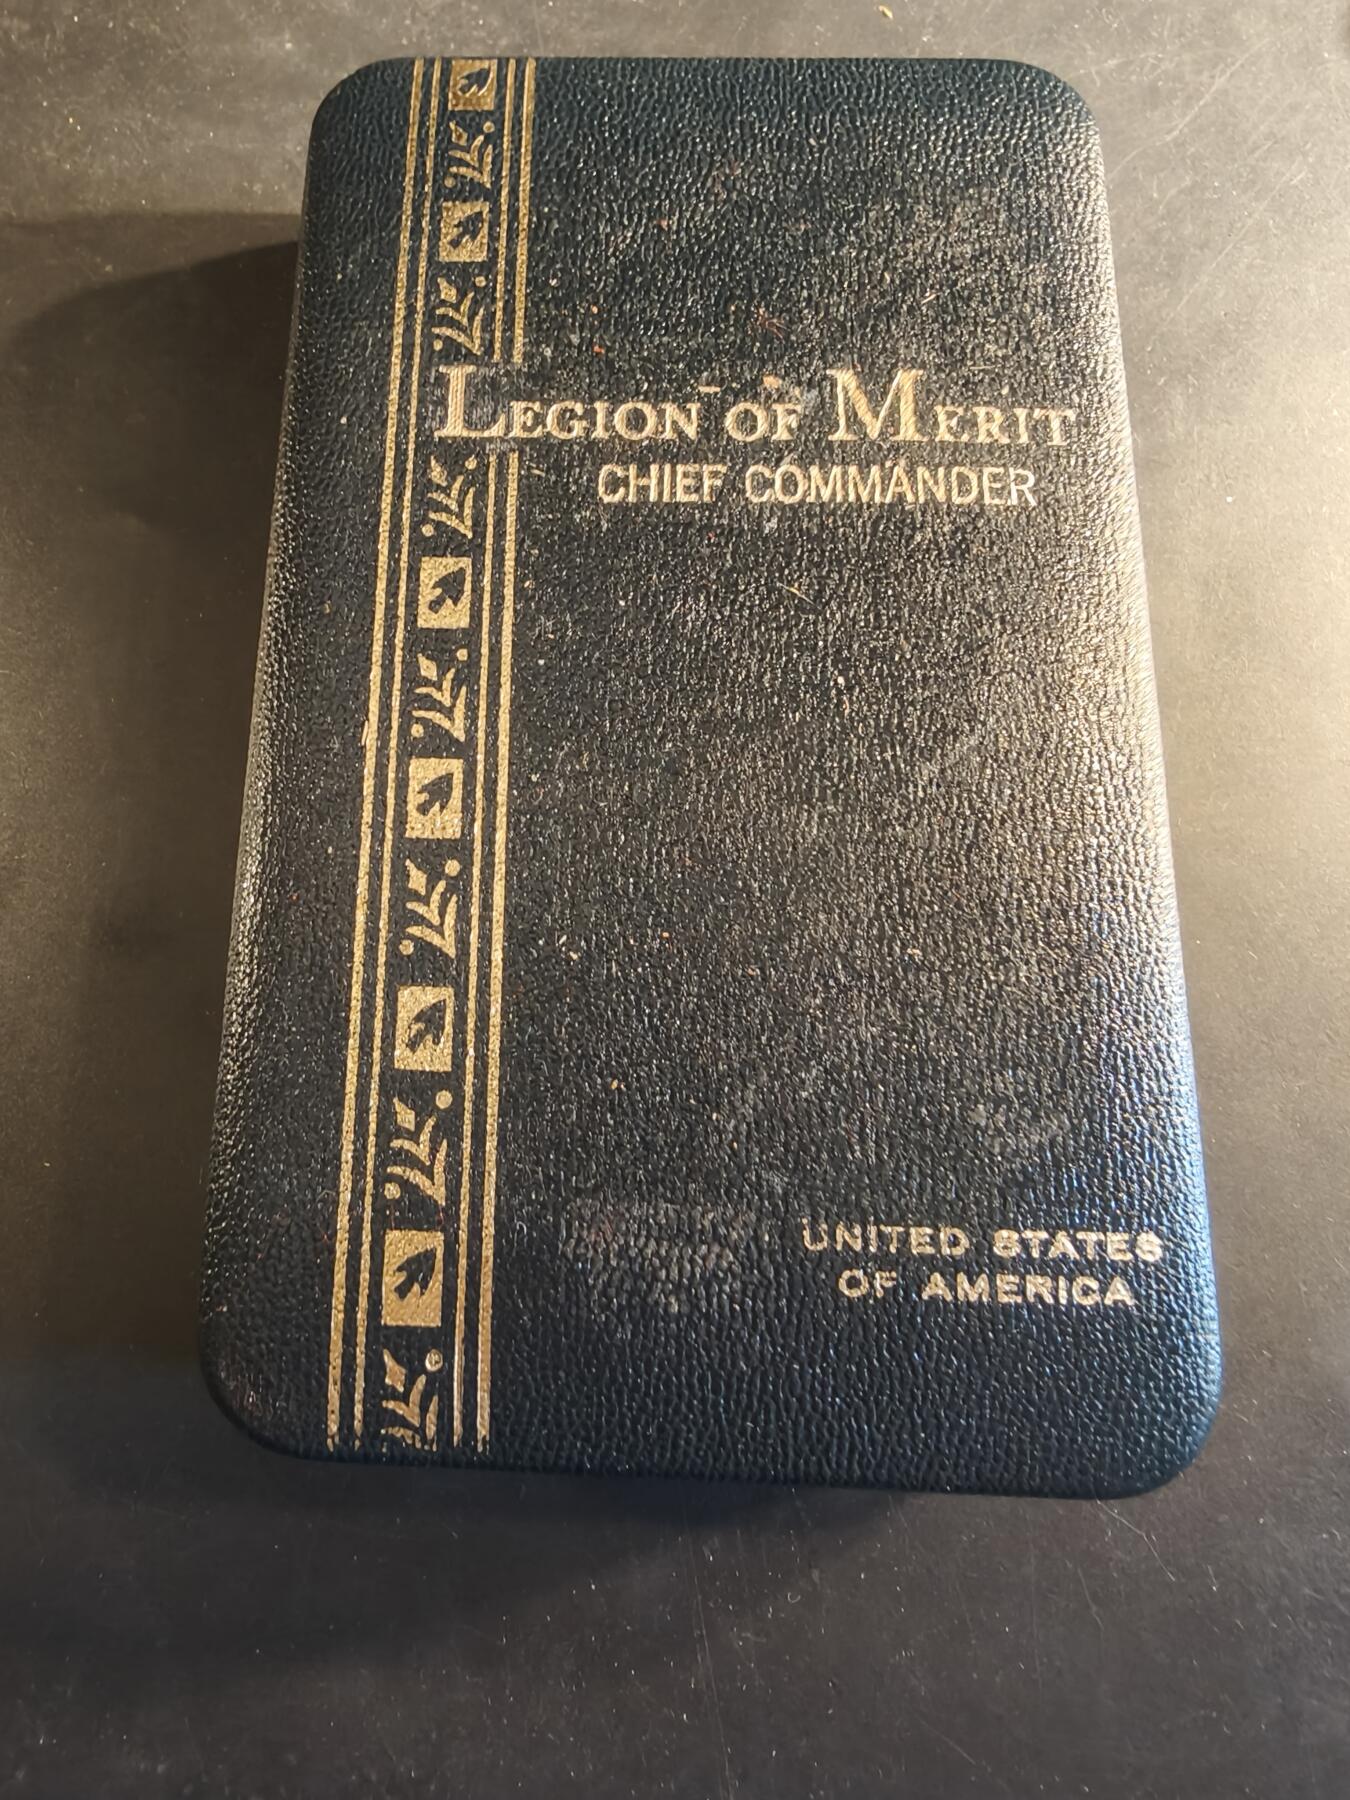 LEGION OF MERIT
CHIEF COMMANDER
UNITED STATES
OF AMERICA